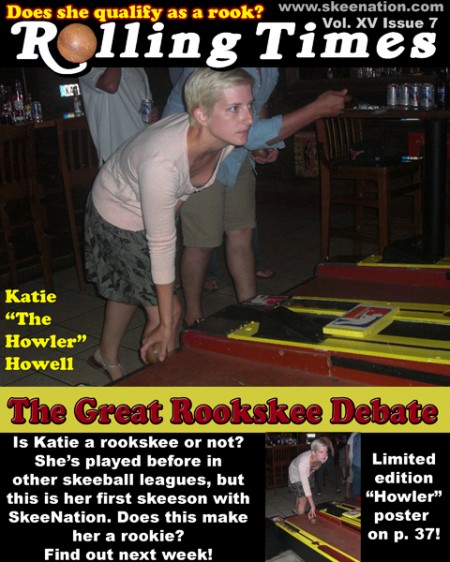 Does she qualify as a rook?
www.skeenation.com
Vol. XV Issue 7
Rolling Times
Katie
“The
Howler”
Howell
The Great Rookskee Debate
Is Katie a rookskee or not?
She’s played before in
other skeeball leagues, but
this is her first skeeson with
SkeeNation. Does this make
her a rookie?
Find out next week!
Limited
edition
“Howler”
poster
on p. 37!